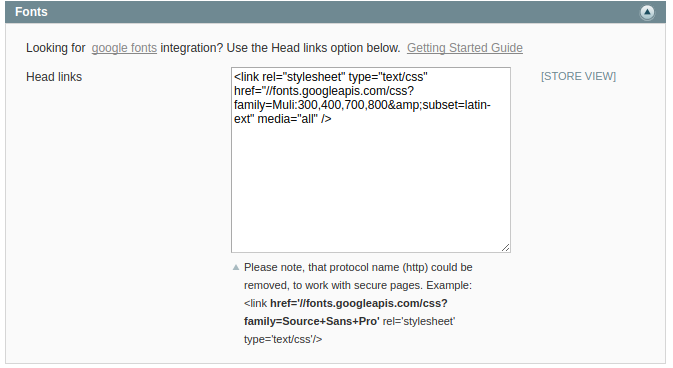 Fonts
Looking for google fonts integration? Use the Head links option below. Getting Started Guide
Head links
<link rel="stylesheet" type="text/css"
href="//fonts.googleapis.com/css?
family=Muli:300,400,700,800&amp;subset=latin-
ext" media="all" />
[STORE VIEW]
Please note, that protocol name (http) could be
removed, to work with secure pages. Example:
<link href='//fonts.googleapis.com/css?
family=Source+Sans+Pro' rel='stylesheet'
type='text/css'/>